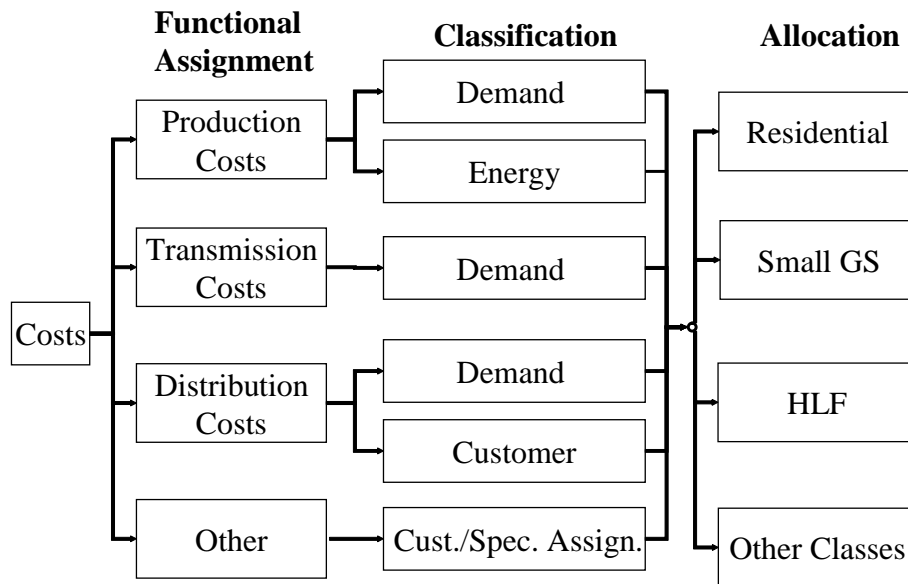 Functional
Assignment
Classification
Allocation
Costs
Production
Costs
Transmission
Costs
Distribution
Costs
Other
Demand
Energy
Demand
Demand
Customer
Cust./Spec. Assign.
Residential
Small GS
HLF
Other Classes